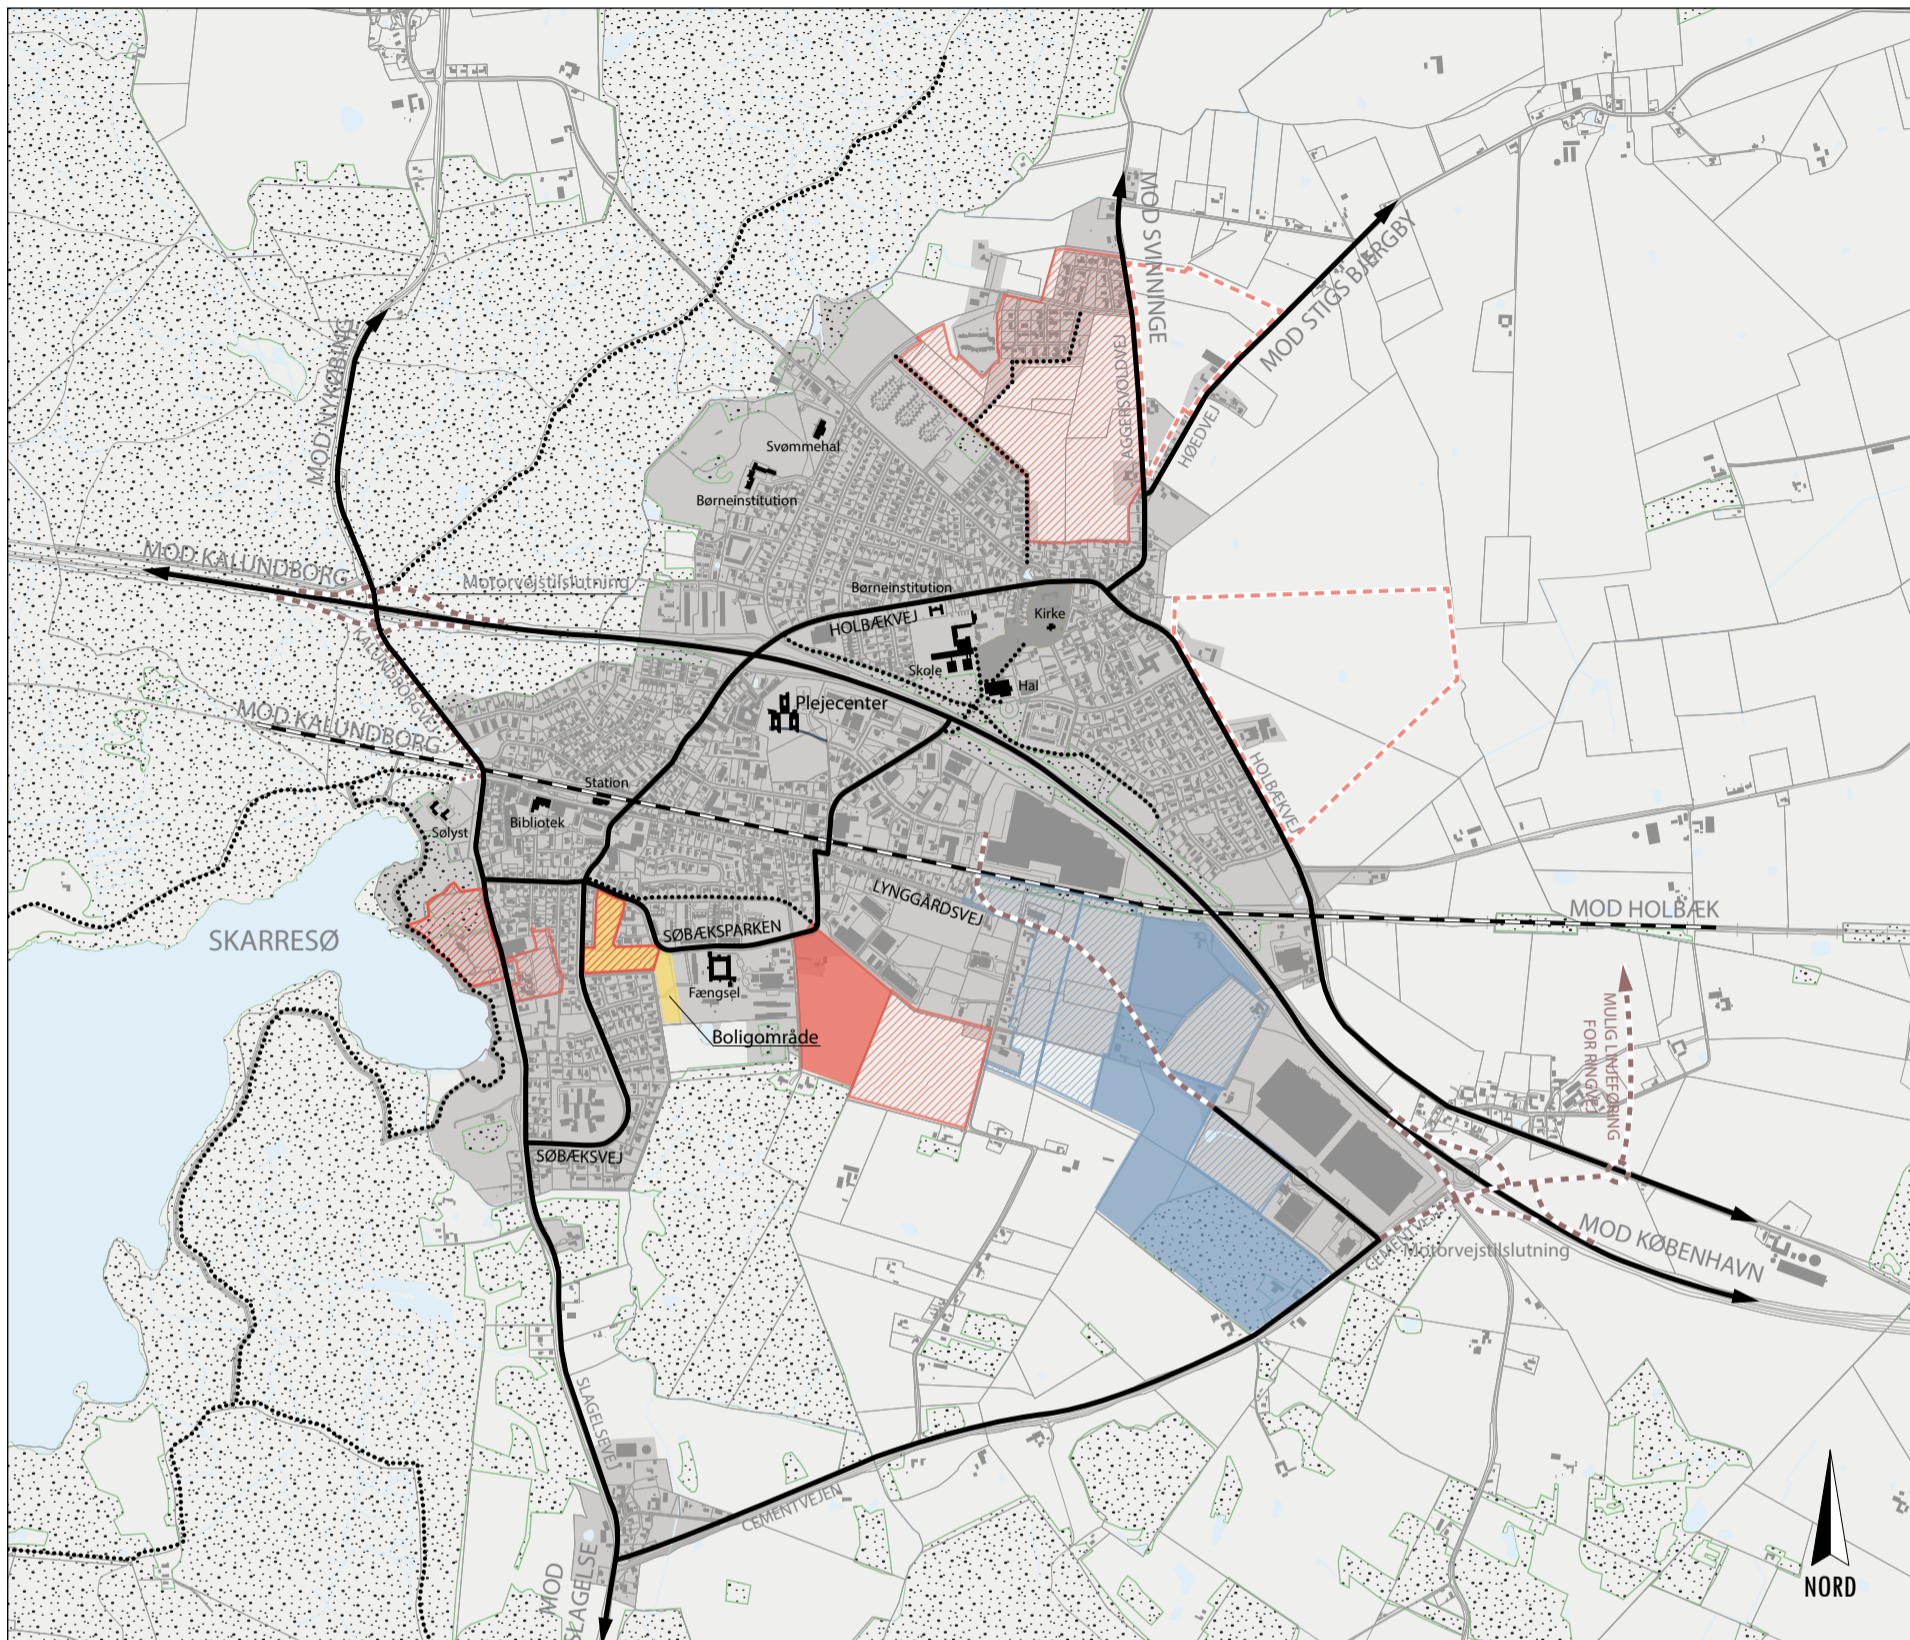 MOD SVINNINGE
MOD STIGS BJERGBY
MOD NYKØBING
AGGERSVOLDVEJ
HØEDVEJ
Svømmehal
Børneinstitution
MOD KALUNDBORG
Motorvejstilslutning
Børneinstitution
HOLBÆKVEJ
Kirke
Skole
Hal
KALUNDBORGVEJ
Plejecenter
MOD KALUNDBORG
HOLBÆKVEJ
Station
Bibliotek
Sølyst
LYNGGÅRDSVEJ
MOD HOLBÆK
SØBÆKSPARKEN
SKARRESØ
Fængsel
Boligområde
MULIG LINJEFØRING
FOR RINGVEJ
SØBÆKSVEJ
CEMENTVEJEN
Motorvejstilslutning
MOD KØBENHAVN
SLAGELSEVEJ
CEMENTVEJEN
MOD
SLAGELSE
NORD